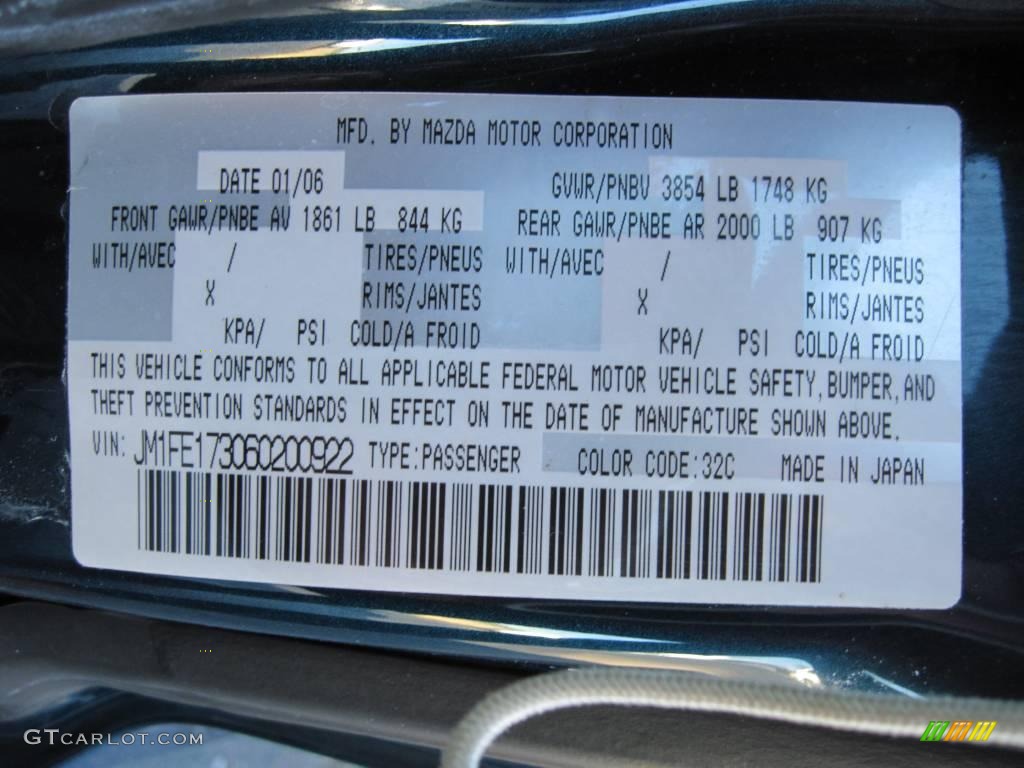 MFD. BY MAZDA MOTOR CORPORATION
DATE 01/06 GVWR/PNBV 3854 LB 1748 KG
FRONT GAWR/PNBE AV 1861 LB 844 KG REAR GAWR/PNBE AR 2000 LB 907 KG
WITH/AVEC / TIRES/PNEUS WITH/AVEC / TIRES/PNEUS
X RIMS/JANTES X RIMS/JANTES
KPA/ PSI COLD/A FROID KPA/ PSI COLD/A FROID
THIS VEHICLE CONFORMS TO ALL APPLICABLE FEDERAL MOTOR VEHICLE SAFETY, BUMPER, AND
THEFT PREVENTION STANDARDS IN EFFECT ON THE DATE OF MANUFACTURE SHOWN ABOVE.
VIN: JM1FE173060200922 TYPE:PASSENGER COLOR CODE:32C MADE IN JAPAN
GTCARLOT.COM